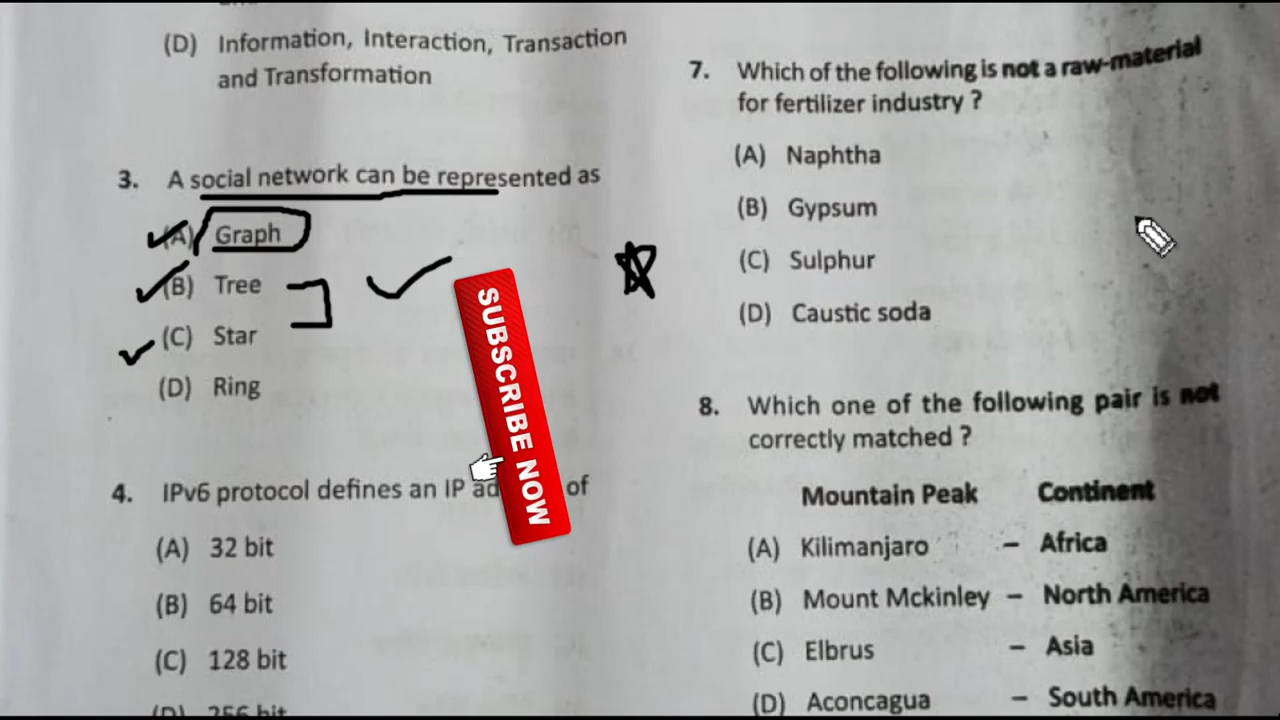 (D) Information, Interaction, Transaction
and Transformation
3. A social network can be represented as
(A) Graph
(B) Tree
(C) Star
(D) Ring
4. IPv6 protocol defines an IP of
(A) 32 bit
(B) 64 bit
(C) 128 bit
(D) 256 bit
SUBSCRIBE NOW
7. Which of the following is not a raw-material
for fertilizer industry ?
(A) Naphtha
(B) Gypsum
(C) Sulphur
(D) Caustic soda
8. Which one of the following pair is not
correctly matched ?
Mountain Peak Continent
(A) Kilimanjaro – Africa
(B) Mount Mckinley – North America
(C) Elbrus – Asia
(D) Aconcagua – South America